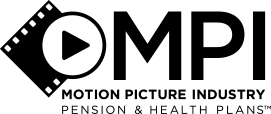 MPI
MOTION PICTURE INDUSTRY
PENSION & HEALTH PLANS™